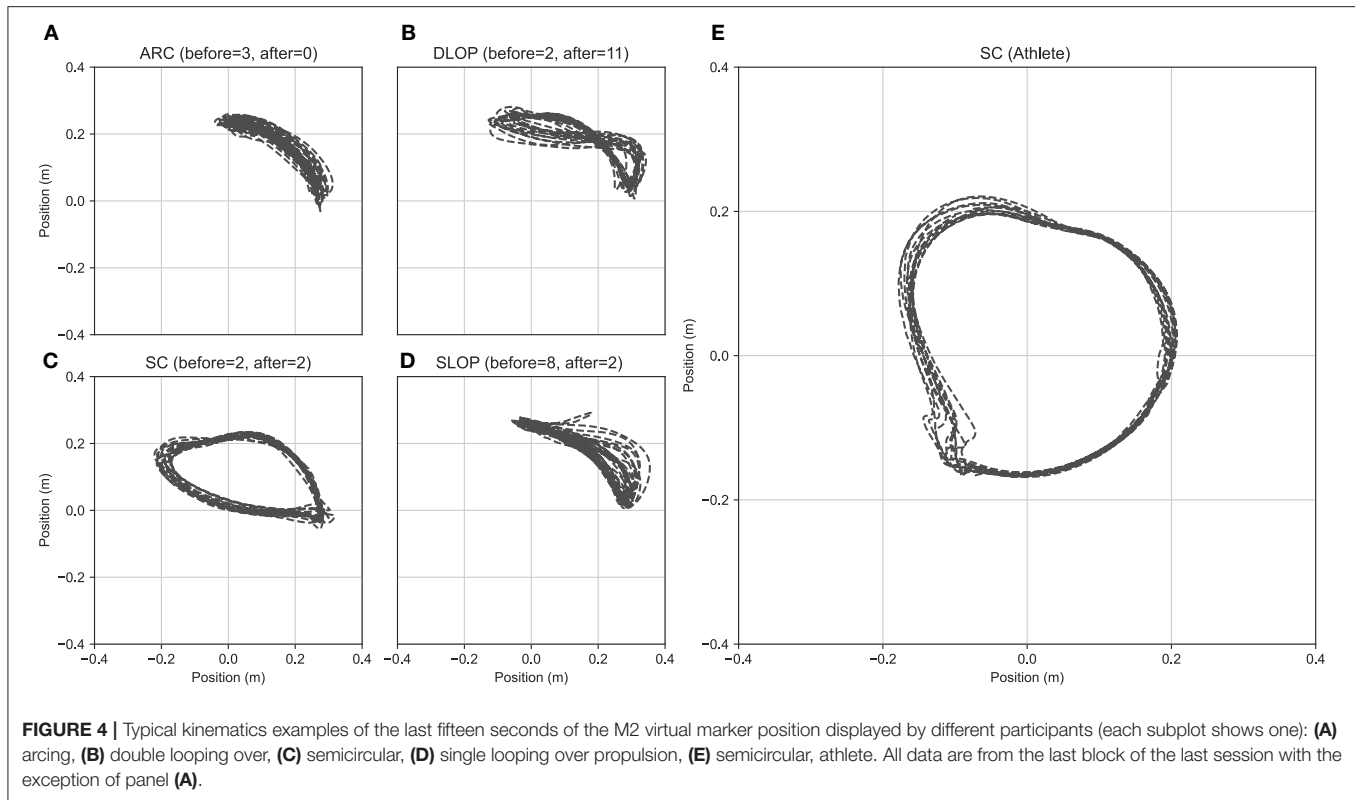 A
ARC (before=3, after=0)
0.4
0.2
0.0
−0.2
−0.4
Position (m)
B
DLOP (before=2, after=11)
E
SC (Athlete)
0.4
0.2
0.0
−0.2
−0.4
Position (m)
−0.4
−0.2
0.0
0.2
0.4
Position (m)
C
SC (before=2, after=2)
0.4
0.2
0.0
−0.2
−0.4
Position (m)
−0.4
−0.2
0.0
0.2
0.4
Position (m)
D
SLOP (before=8, after=2)
−0.4
−0.2
0.0
0.2
0.4
Position (m)
FIGURE 4 | Typical kinematics examples of the last fifteen seconds of the M2 virtual marker position displayed by different participants (each subplot shows one): (A)
arcing, (B) double looping over, (C) semicircular, (D) single looping over propulsion, (E) semicircular, athlete. All data are from the last block of the last session with the
exception of panel (A).